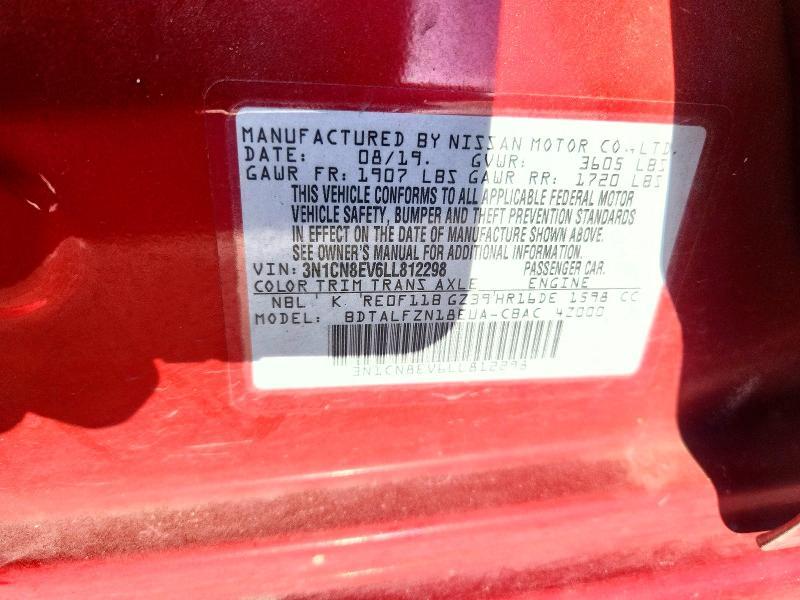 MANUFACTURED BY NISSAN MOTOR CO., LTD.
DATE: 08/19. GVWR: 3605 LBS
GAWR FR: 1907 LBS GAWR RR: 1720 LBS
THIS VEHICLE CONFORMS TO ALL APPLICABLE FEDERAL MOTOR
VEHICLE SAFETY, BUMPER AND THEFT PREVENTION STANDARDS
IN EFFECT ON THE DATE OF MANUFACTURE SHOWN ABOVE.
SEE OWNER'S MANUAL FOR ADDITIONAL INFORMATION.
VIN: 3N1CN8EV6LL812298 PASSENGER CAR.
COLOR TRIM TRANS AXLE ENGINE
NBL K RE0F11B GZ39 HR16DE 1598 CC
MODEL: BDTALFZN18EUA-CBAC 42000
3N1CN8EV6LL812298